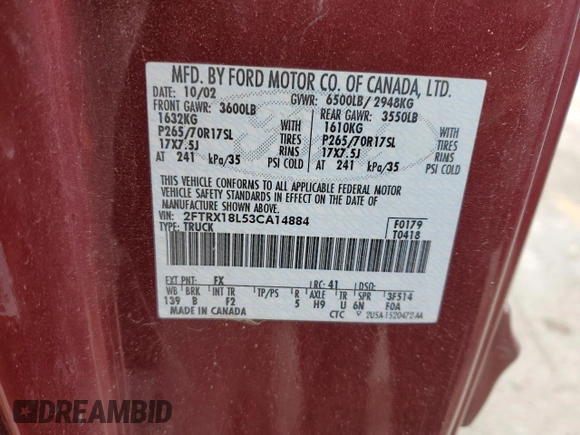 MFD. BY FORD MOTOR CO. OF CANADA, LTD.
DATE: 10/02 GVWR: 6500LB/ 2948KG
FRONT GAWR: 3600LB REAR GAWR: 3550LB
1632KG WITH 1610KG WITH
P265/70R17SL TIRES P265/70R17SL TIRES
17X7.5J RIMS 17X7.5J RIMS
AT 241 kPa/35 PSI COLD AT 241 kPa/35 PSI COLD
THIS VEHICLE CONFORMS TO ALL APPLICABLE FEDERAL MOTOR
VEHICLE SAFETY STANDARDS IN EFFECT ON THE DATE OF
MANUFACTURE SHOWN ABOVE.
VIN: 2FTRX18L53CA14884 F0179
TYPE: TRUCK T0418
EXT PNT: FX RC: 41 DSO:
WB BRK INT TR TP/PS R AXLE TR SPR 3F514
139 B F2 5 H9 U 6N F0A
MADE IN CANADA CTC
DREAMBID